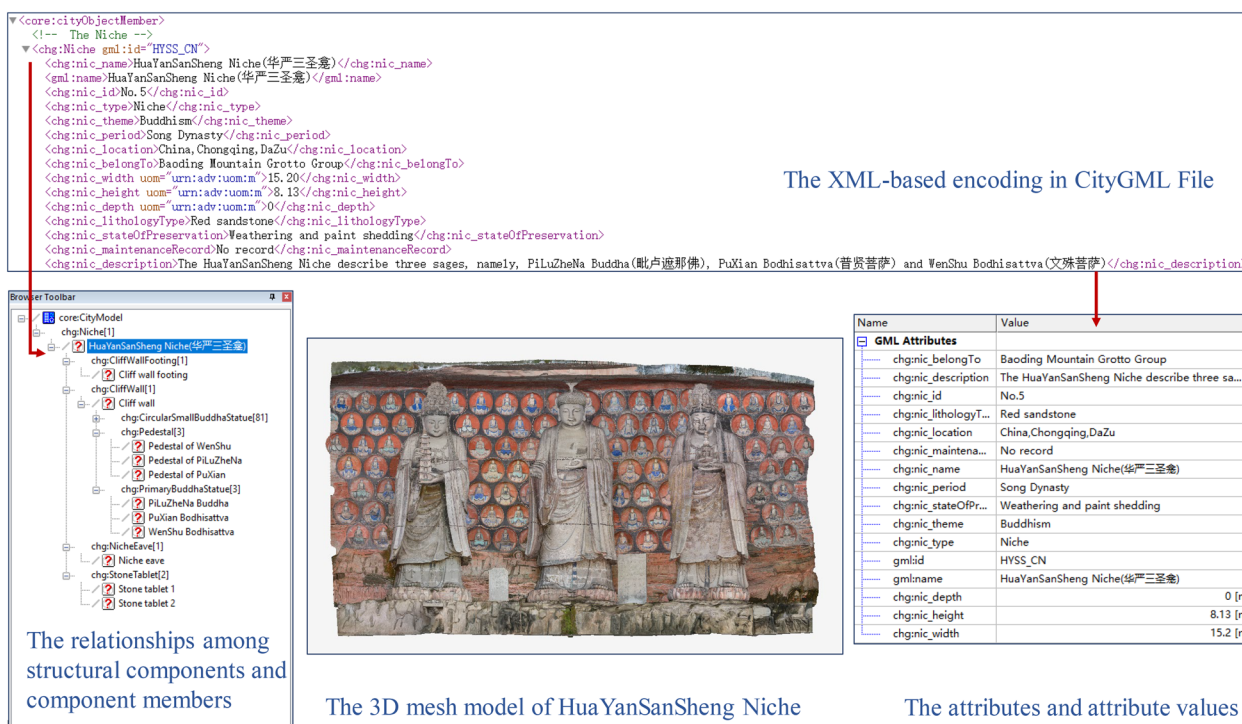 <core:cityObjectMember>
<!-- The Niche -->
<chg:Niche gml:id="HYSS_CN">
<chg:nic_name>HuaYanSanSheng Niche(华严三圣龛)</chg:nic_name>
<gml:name>HuaYanSanSheng Niche(华严三圣龛)</gml:name>
<chg:nic_id>No.5</chg:nic_id>
<chg:nic_type>Niche</chg:nic_type>
<chg:nic_theme>Buddhism</chg:nic_theme>
<chg:nic_period>Song Dynasty</chg:nic_period>
<chg:nic_location>China,Chongqing,DaZu</chg:nic_location>
<chg:nic_belongTo>Baoding Mountain Grotto Group</chg:nic_belongTo>
<chg:nic_width uom="urn:adv:uom:m">15.20</chg:nic_width>
<chg:nic_height uom="urn:adv:uom:m">8.13</chg:nic_height>
<chg:nic_depth uom="urn:adv:uom:m">0</chg:nic_depth>
<chg:nic_lithologyType>Red sandstone</chg:nic_lithologyType>
<chg:nic_stateOfPreservation>Weathering and paint shedding</chg:nic_stateOfPreservation>
<chg:nic_maintenanceRecord>No record</chg:nic_maintenanceRecord>
<chg:nic_description>The HuaYanSanSheng Niche describe three sages, namely, PiLuZheNa Buddha(毗卢遮那佛), PuXian Bodhisattva(普贤菩萨) and WenShu Bodhisattva(文殊菩萨)</chg:nic_description>
The XML-based encoding in CityGML File
Browser Toolbar
core:CityModel
chg:Niche[1]
HuaYanSanSheng Niche(华严三圣龛)
chg:CliffWallFooting[1]
Cliff wall footing
chg:CliffWall[1]
Cliff wall
chg:CircularSmallBuddhaStatue[81]
chg:Pedestal[3]
Pedestal of WenShu
Pedestal of PiLuZheNa
Pedestal of PuXian
chg:PrimaryBuddhaStatue[3]
PiLuZheNa Buddha
PuXian Bodhisattva
WenShu Bodhisattva
chg:NicheEave[1]
Niche eave
chg:StoneTablet[2]
Stone tablet 1
Stone tablet 2
The relationships among
structural components and
component members
The 3D mesh model of HuaYanSanSheng Niche
Name Value
GML Attributes
chg:nic_belongTo Baoding Mountain Grotto Group
chg:nic_description The HuaYanSanSheng Niche describe three sa...
chg:nic_id No.5
chg:nic_lithologyT... Red sandstone
chg:nic_location China,Chongqing,DaZu
chg:nic_maintena... No record
chg:nic_name HuaYanSanSheng Niche(华严三圣龛)
chg:nic_period Song Dynasty
chg:nic_stateOfPr... Weathering and paint shedding
chg:nic_theme Buddhism
chg:nic_type Niche
gml:id HYSS_CN
gml:name HuaYanSanSheng Niche(华严三圣龛)
chg:nic_depth 0 [r
chg:nic_height 8.13 [r
chg:nic_width 15.2 [r
The attributes and attribute values